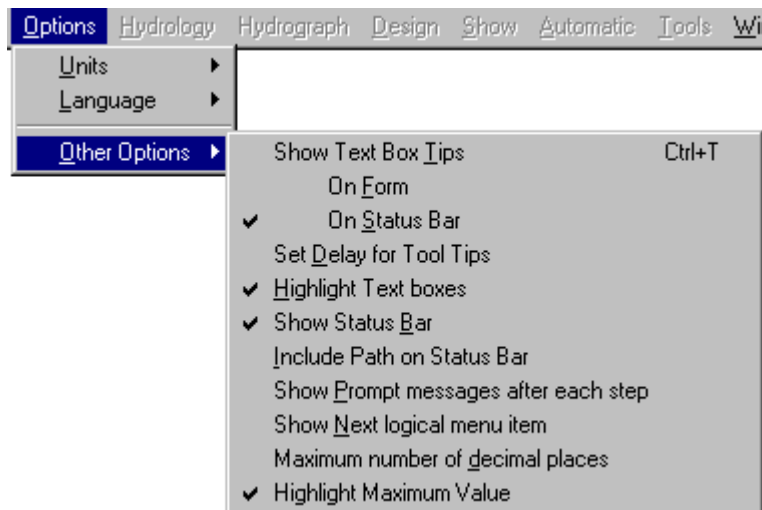 Options Hydrology Hydrograph Design Show Automatic Tools Wi
Units
Language
Other Options
Show Text Box Tips Ctrl+T
On Form
On Status Bar
Set Delay for Tool Tips
Highlight Text boxes
Show Status Bar
Include Path on Status Bar
Show Prompt messages after each step
Show Next logical menu item
Maximum number of decimal places
Highlight Maximum Value